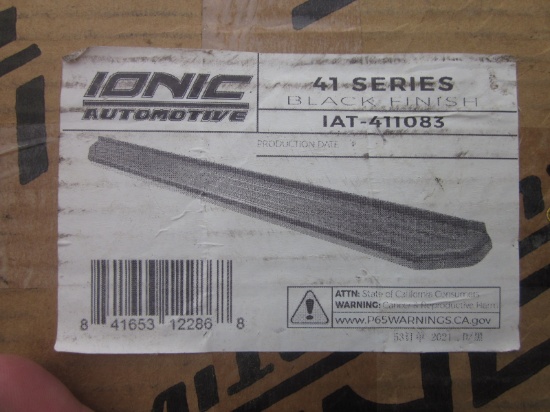 IONIC
AUTOMOTIVE
41 SERIES
BLACK FINISH
IAT-411083
PRODUCTION DATE
8 41653 12286 8
ATTN: State of California Consumers
WARNING: Cancer & Reproductive Harm
www.P65WARNINGS.CA.gov